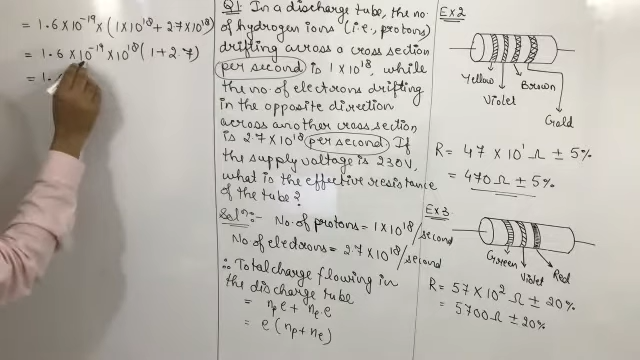 = 1.6×10⁻¹⁹×(1×10¹⁸+2.7×10¹⁸)
= 1.6×10⁻¹⁹×10¹⁸(1+2.7)
= 1.
Q1: In a discharge tube, the no.
of hydrogen ions (i.e., protons)
drifting across a cross section
per second is 1×10¹⁸, while
the no. of electrons drifting
in the opposite direction
across another cross section
is 2.7×10¹⁸ per second. If
the supply voltage is 230V,
what is the effective resistance
of the tube?
Solⁿ:- No. of protons = 1×10¹⁸/second
No. of electrons = 2.7×10¹⁸/second
∴ Total charge flowing in
the discharge tube
= nₚe + nₑ.e
= e(nₚ+nₑ)
Ex2
Yellow
Violet
Brown
Gold
R = 47×10¹ Ω ± 5%
= 470 Ω ± 5%
Ex3
Green
Violet
Red
R = 57×10² Ω ± 20%
= 5700 Ω ± 20%